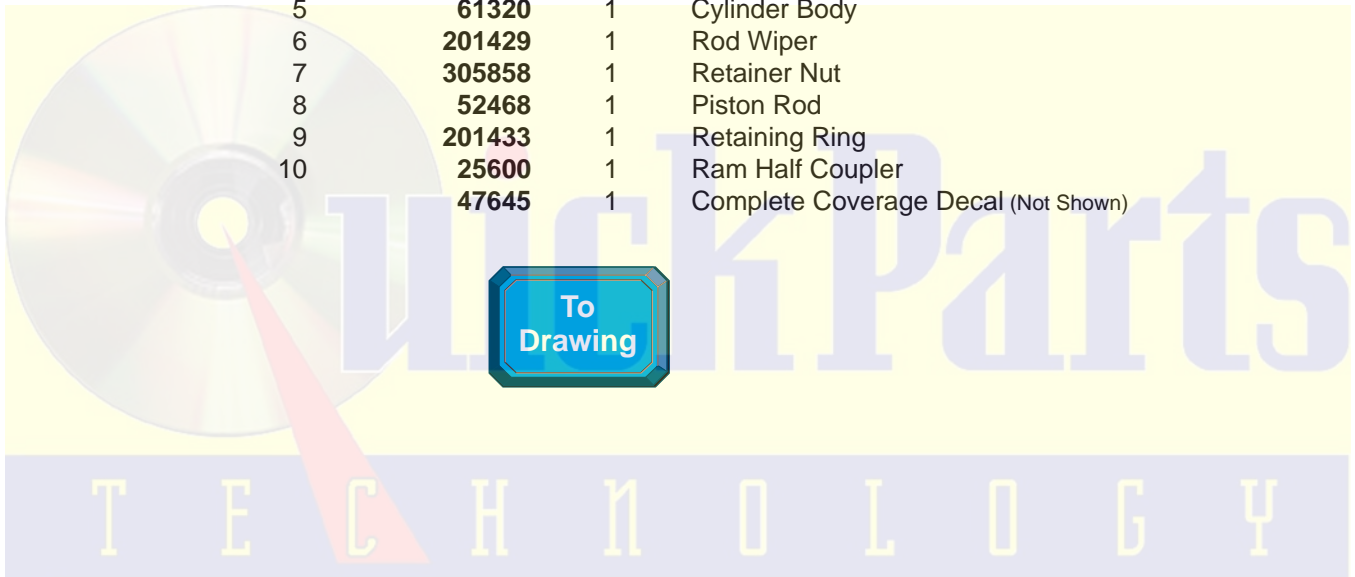 5 61320 1 Cylinder Body
6 201429 1 Rod Wiper
7 305858 1 Retainer Nut
8 52468 1 Piston Rod
9 201433 1 Retaining Ring
10 25600 1 Ram Half Coupler
47645 1 Complete Coverage Decal (Not Shown)
uickParts
To
Drawing
TECHNOLOGY